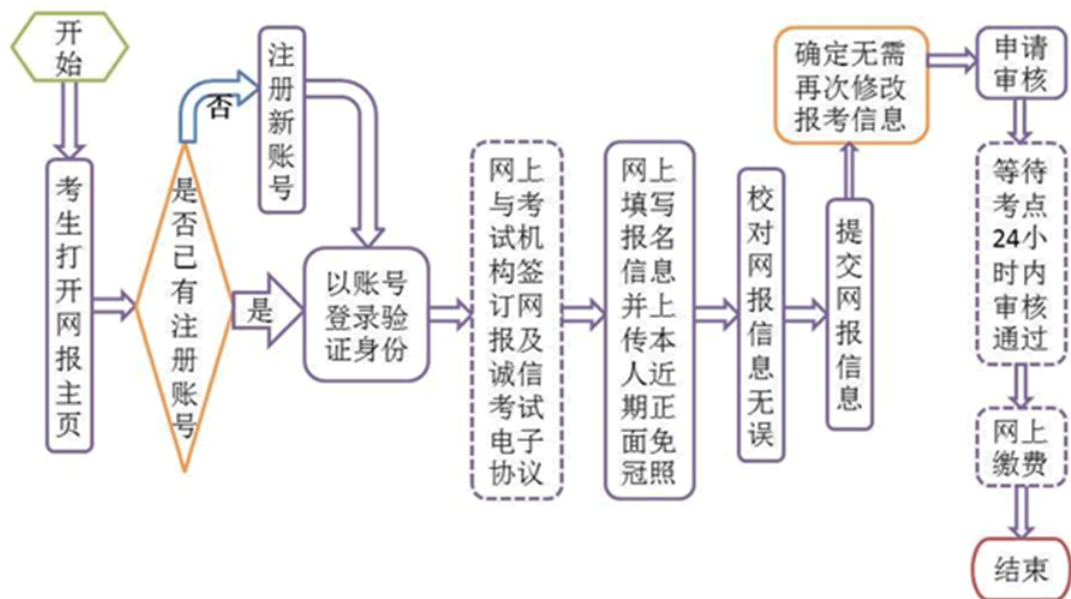 开
始
考
生
打
开
网
报
主
页
是
否
已
有
注
册
账
号
否
注
册
新
账
号
是
以账号
登录验
证身份
网上
与考
试机
构签
订网
报及
诚信
考试
电子
协议
网上
填写
报名
信息
并上
传本
人近
期正
面免
冠照
校
对
网
报
信
息
无
误
提
交
网
报
信
息
确定无需
再次修改
报考信息
申请
审核
等待
考点
24小
时内
审核
通过
网上
缴费
结束